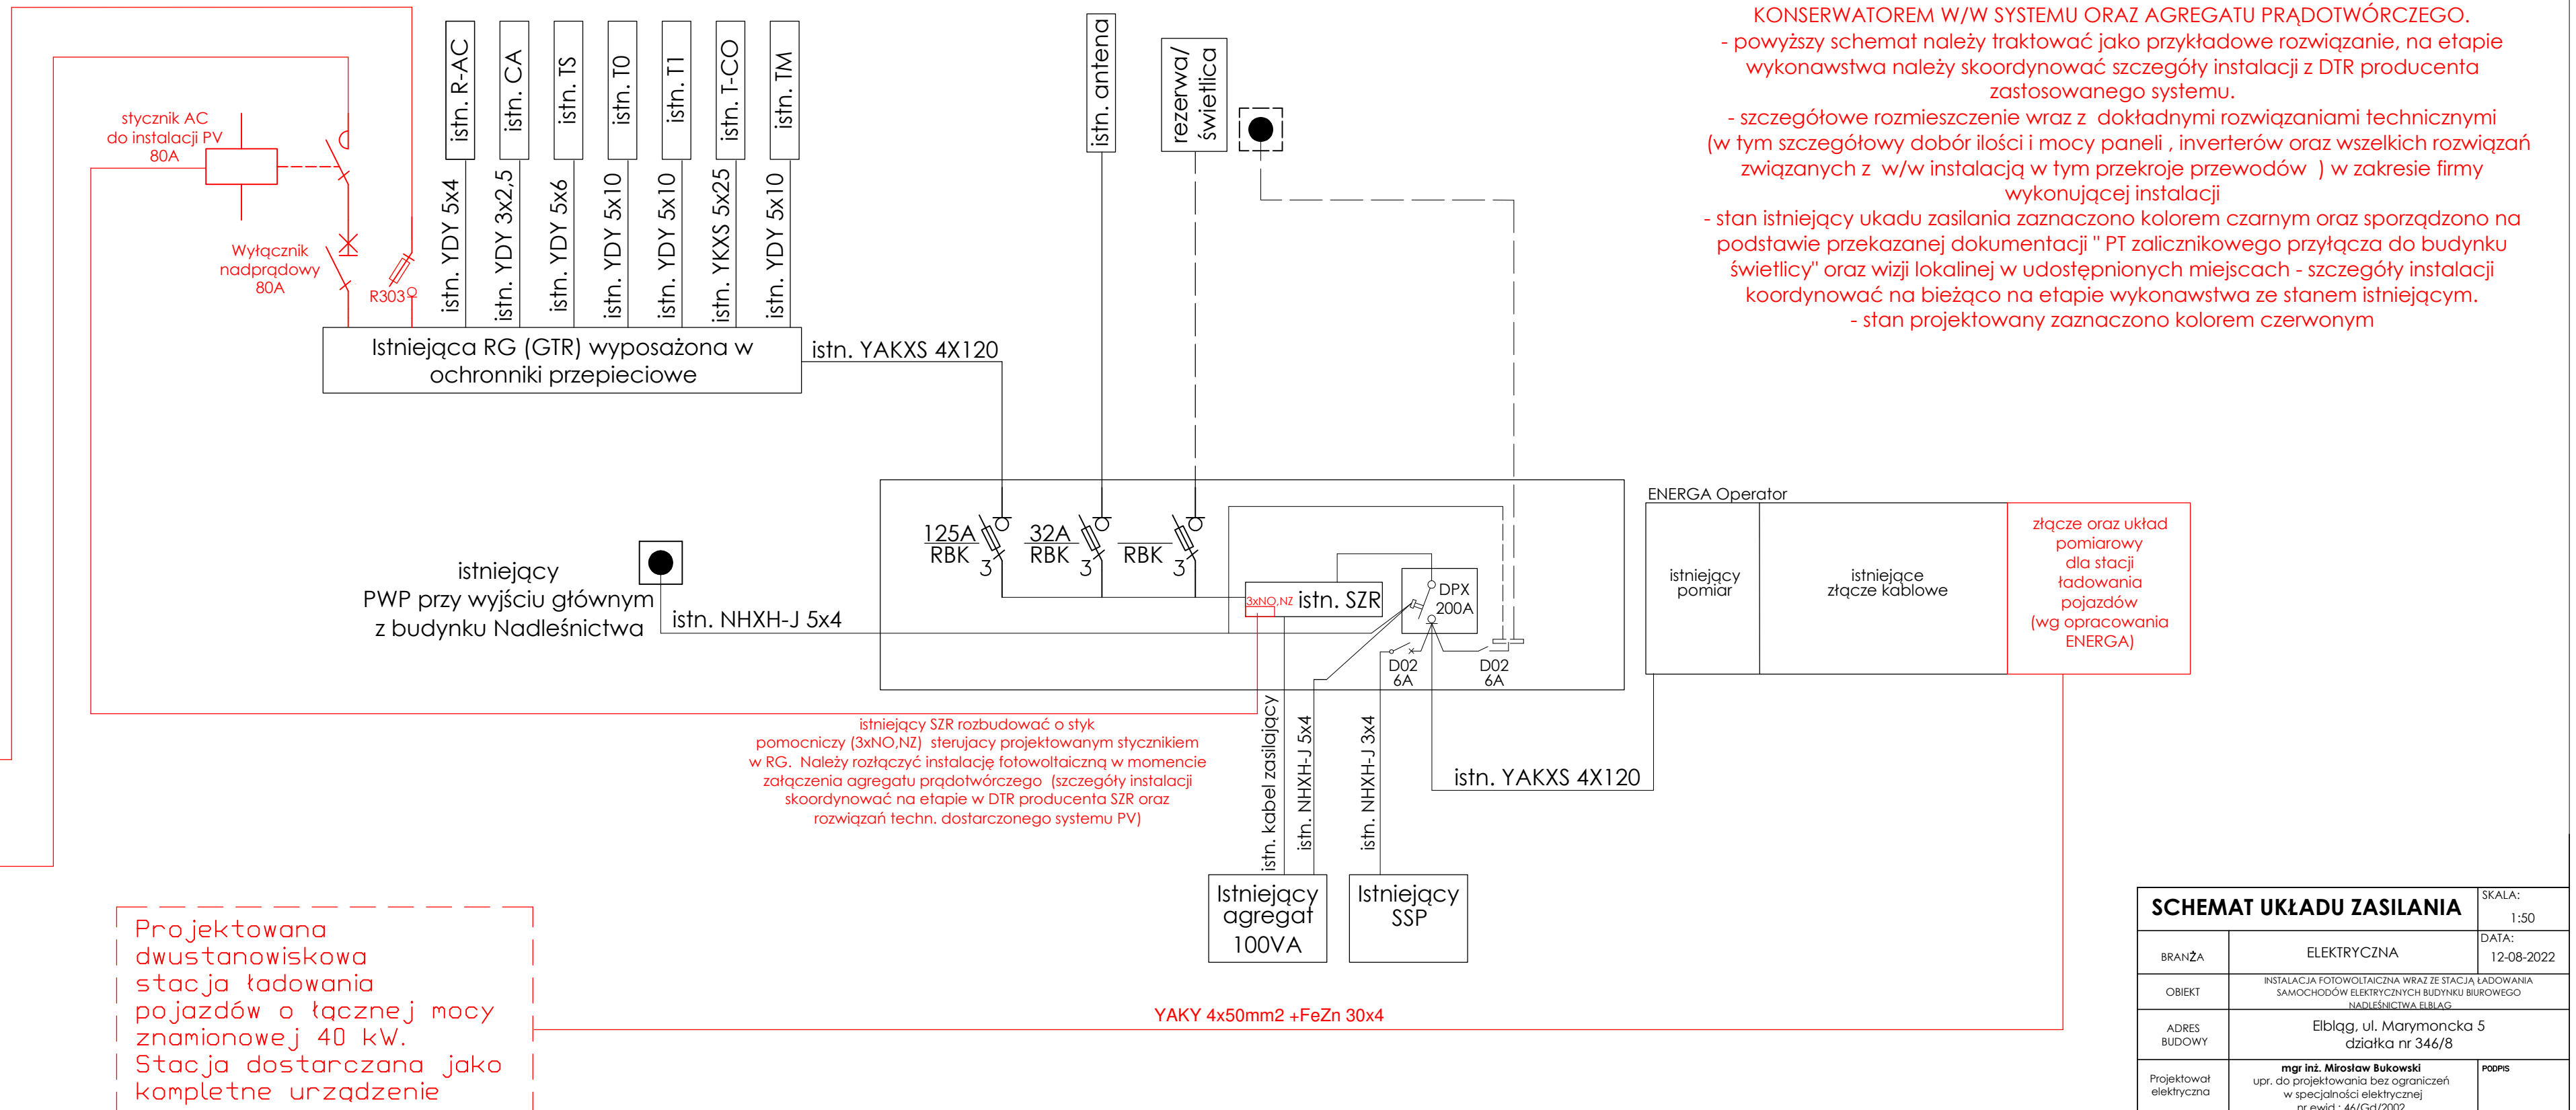 KONSERWATOREM W/W SYSTEMU ORAZ AGREGATU PRĄDOTWÓRCZEGO.
- powyższy schemat należy traktować jako przykładowe rozwiązanie, na etapie
wykonawstwa należy skoordynować szczegóły instalacji z DTR producenta
zastosowanego systemu.
- szczegółowe rozmieszczenie wraz z dokładnymi rozwiązaniami technicznymi
(w tym szczegółowy dobór ilości i mocy paneli , inverterów oraz wszelkich rozwiązań
związanych z w/w instalacją w tym przekroje przewodów ) w zakresie firmy
wykonującej instalacji
- stan istniejący ukadu zasilania zaznaczono kolorem czarnym oraz sporządzono na
podstawie przekazanej dokumentacji " PT zalicznikowego przyłącza do budynku
świetlicy" oraz wizji lokalinej w udostępnionych miejscach - szczegóły instalacji
koordynować na bieżąco na etapie wykonawstwa ze stanem istniejącym.
- stan projektowany zaznaczono kolorem czerwonym
stycznik AC
do instalacji PV
80A
Wyłącznik
nadprądowy
80A
R303
istn. R-AC
istn. CA
istn. TS
istn. T0
istn. T1
istn. T-CO
istn. TM
istn. YDY 5x4
istn. YDY 3x2,5
istn. YDY 5x6
istn. YDY 5x10
istn. YDY 5x10
istn. YKXS 5x25
istn. YDY 5x10
istn. antena
rezerwa/
świetlica
Istniejąca RG (GTR) wyposażona w
ochronniki przepieciowe
istn. YAKXS 4X120
125A
RBK
3
32A
RBK
3
RBK
3
istniejący
PWP przy wyjściu głównym
z budynku Nadleśnictwa
istn. NHXH-J 5x4
3xNO,NZ
istn. SZR
DPX
200A
D02
6A
D02
6A
ENERGA Operator
istniejący
pomiar
istniejące
złącze kablowe
złącze oraz układ
pomiarowy
dla stacji
ładowania
pojazdów
(wg opracowania
ENERGA)
istniejący SZR rozbudować o styk
pomocniczy (3xNO,NZ) sterujacy projektowanym stycznikiem
w RG. Należy rozłączyć instalację fotowoltaiczną w momencie
załączenia agregatu prądotwórczego (szczegóły instalacji
skoordynować na etapie w DTR producenta SZR oraz
rozwiązań techn. dostarczonego systemu PV)
istn. kabel zasilający
istn. NHXH-J 5x4
istn. NHXH-J 3x4
istn. YAKXS 4X120
Istniejący
agregat
100VA
Istniejący
SSP
Projektowana
dwustanowiskowa
stacja ładowania
pojazdów o łącznej mocy
znamionowej 40 kW.
Stacja dostarczana jako
kompletne urządzenie
YAKY 4x50mm2 +FeZn 30x4
SCHEMAT UKŁADU ZASILANIA
SKALA:
1:50
BRANŻA
ELEKTRYCZNA
DATA:
12-08-2022
OBIEKT
INSTALACJA FOTOWOLTAICZNA WRAZ ZE STACJĄ ŁADOWANIA
SAMOCHODÓW ELEKTRYCZNYCH BUDYNKU BIUROWEGO
NADLEŚNICTWA ELBLĄG
ADRES
BUDOWY
Elbląg, ul. Marymoncka 5
działka nr 346/8
Projektował
elektryczna
mgr inż. Mirosław Bukowski
upr. do projektowania bez ograniczeń
w specjalności elektrycznej
nr ewid.: 46/Gd/2002
PODPIS